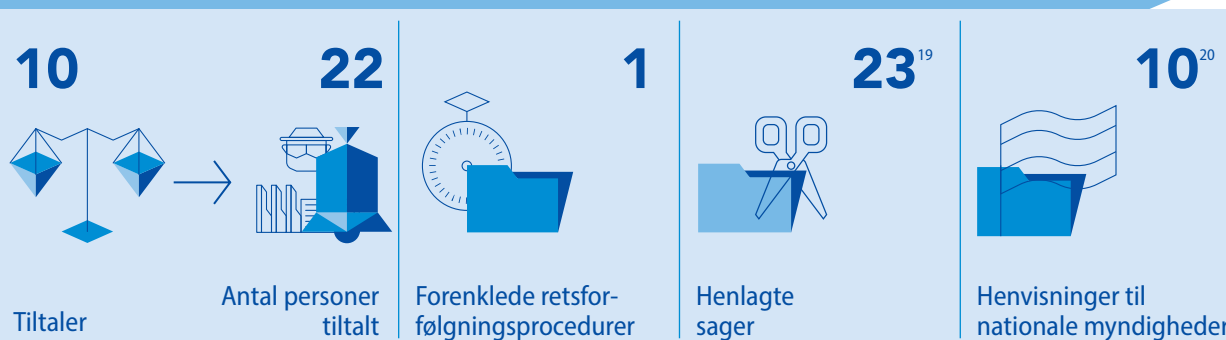 10
Tiltaler
22
Antal personer
tiltalt
1
Forenklede retsfor-
følgningsprocedurer
23 19
Henlagte
sager
10 20
Henvisninger til
nationale myndigheder